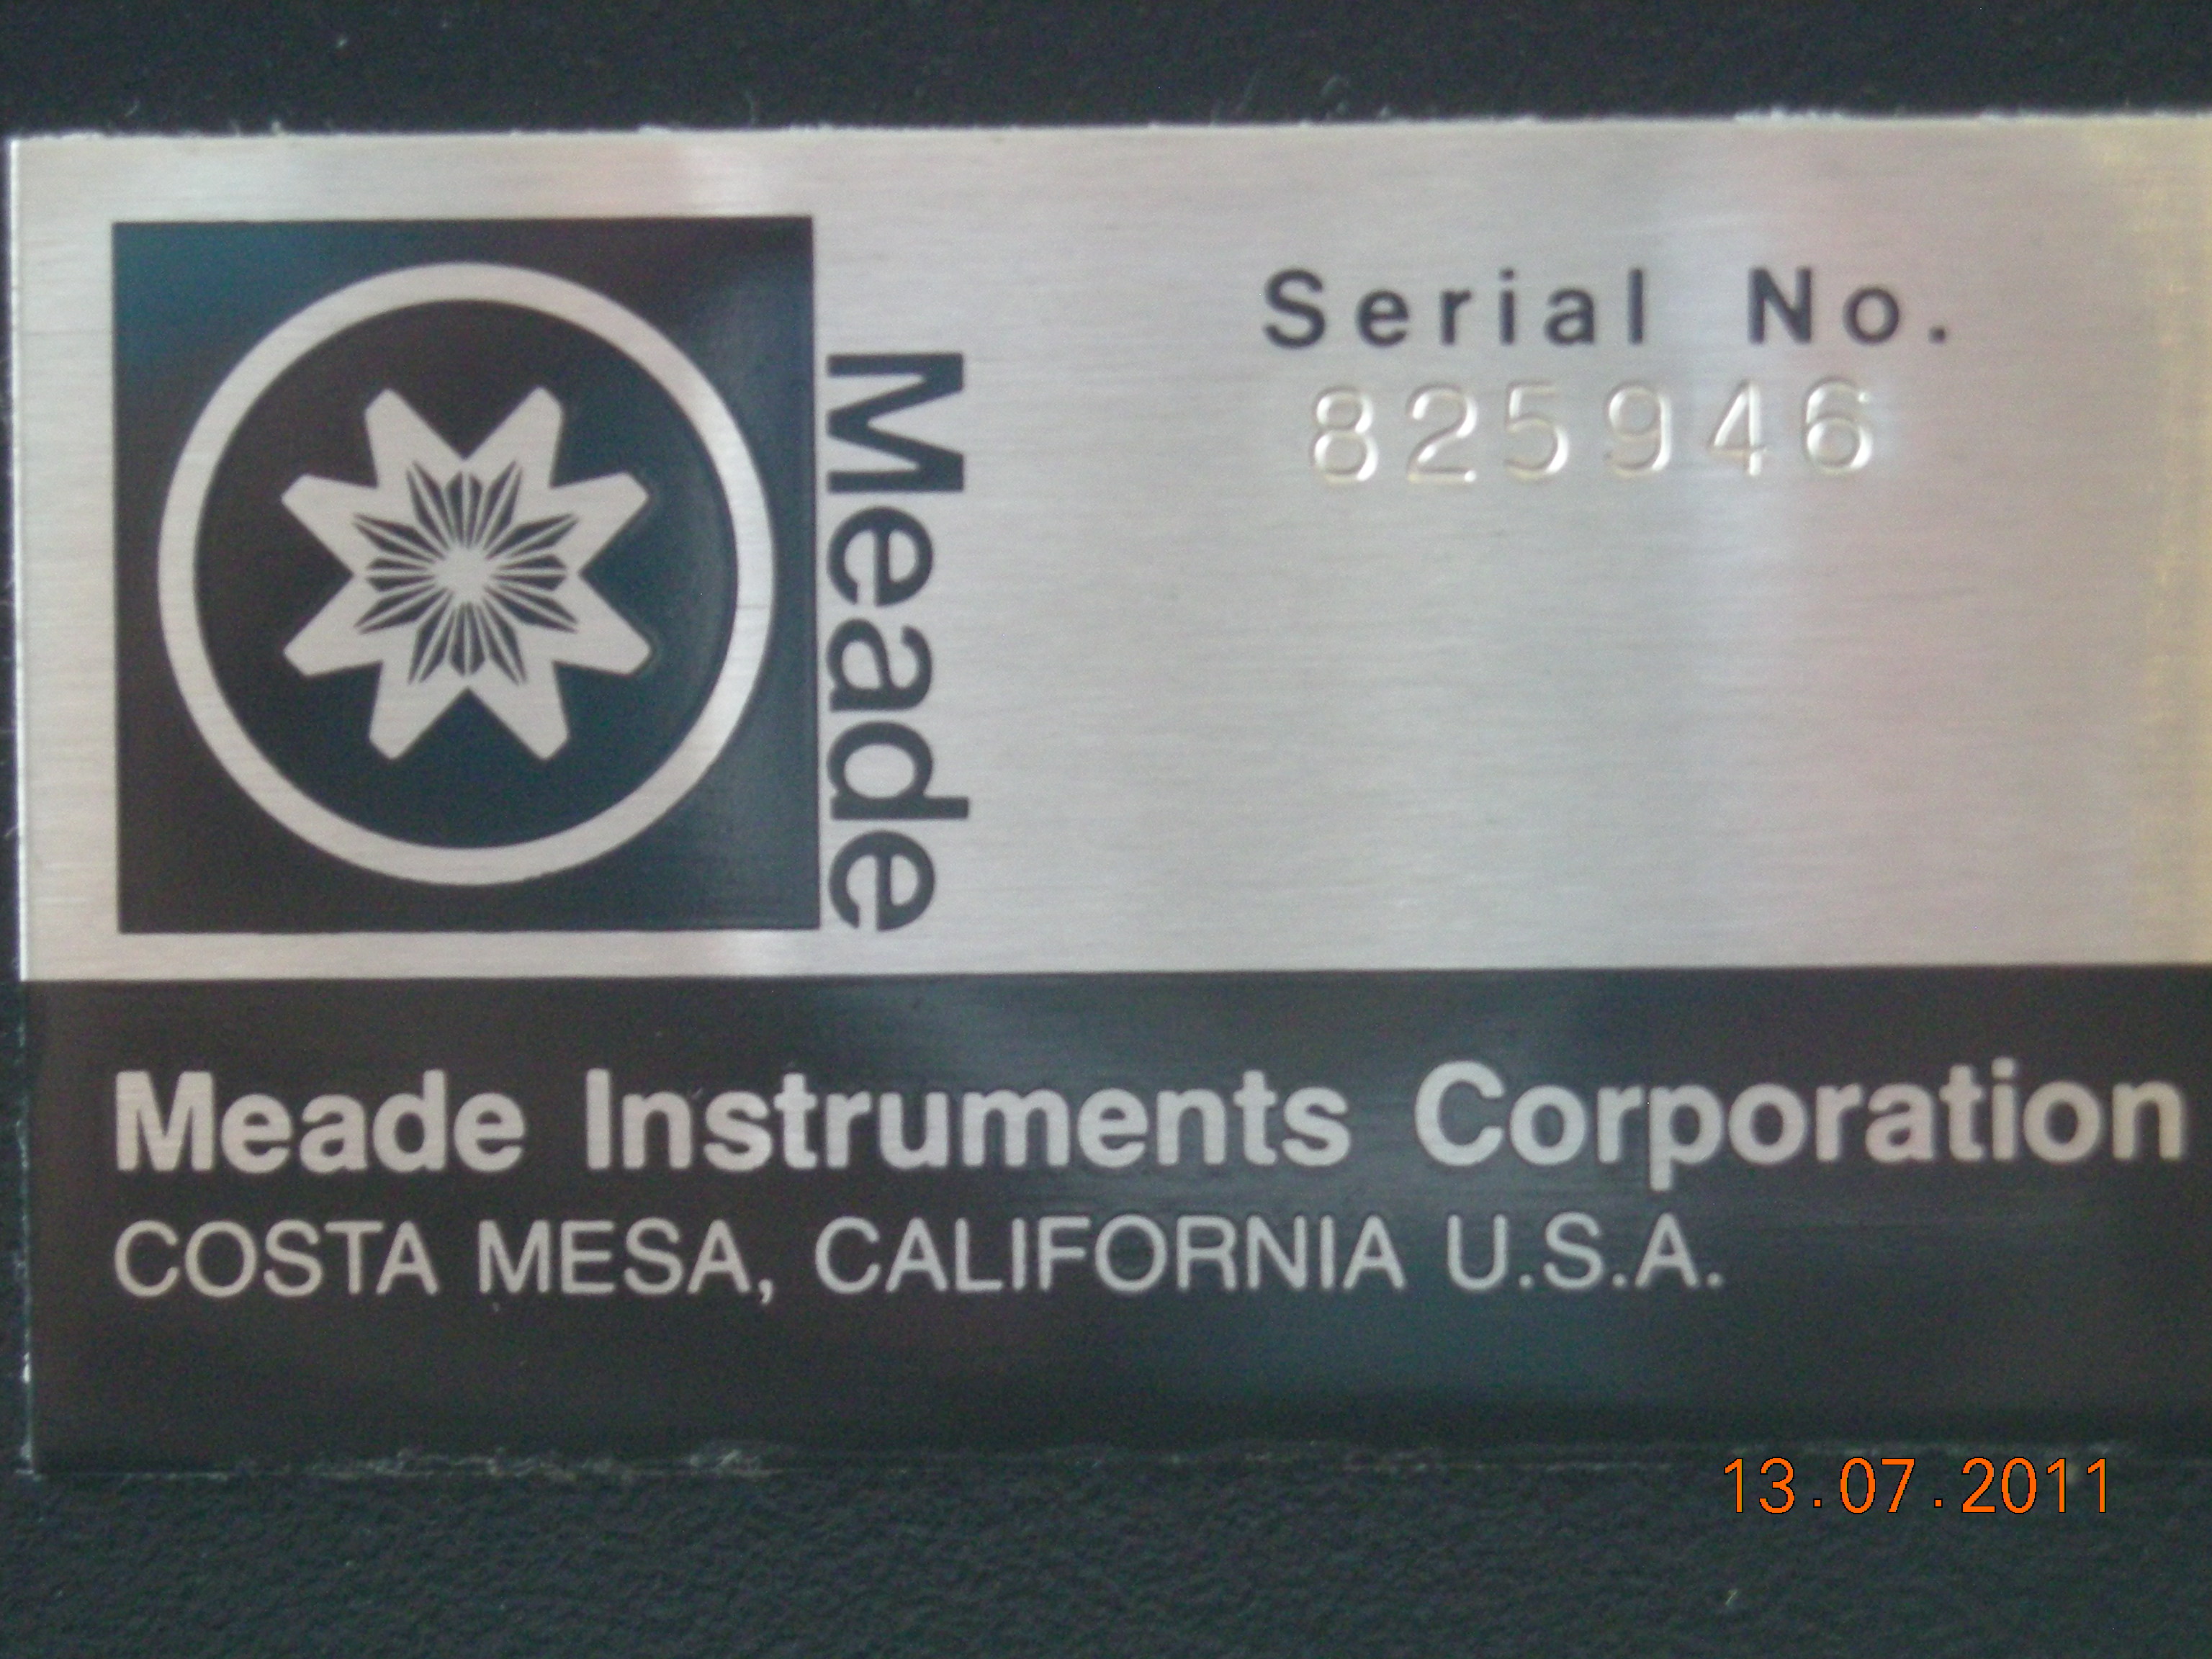 Meade
Serial No.
825946
Meade Instruments Corporation
COSTA MESA, CALIFORNIA U.S.A.
13.07.2011